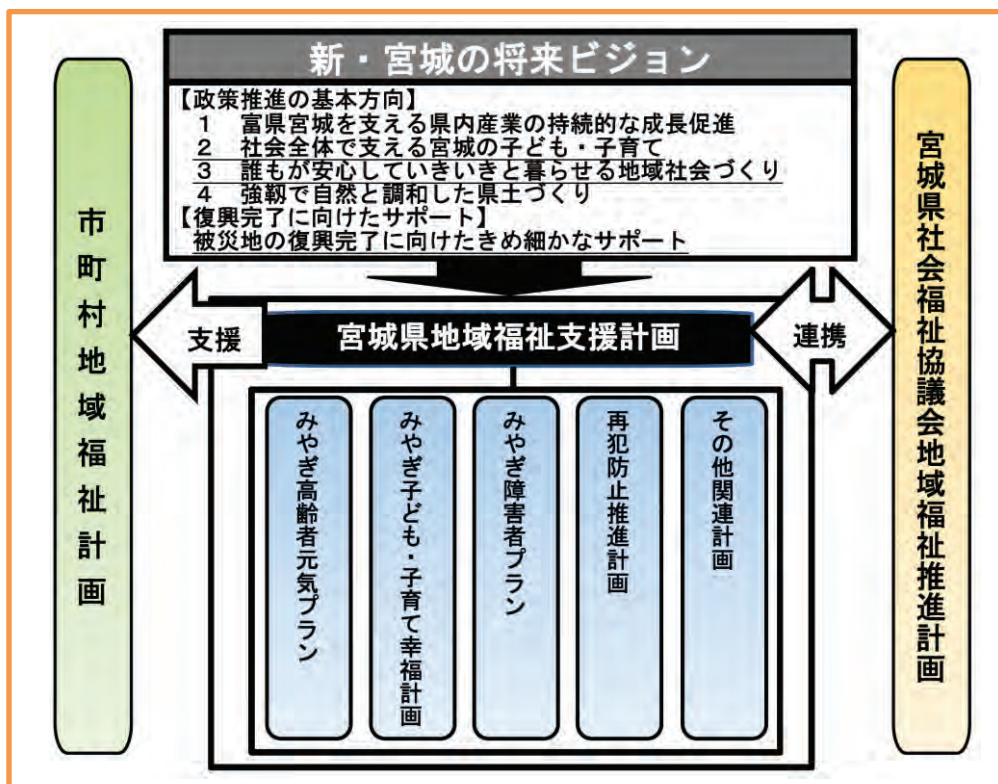 新・宮城の将来ビジョン
【政策推進の基本方向】
1 富県宮城を支える県内産業の持続的な成長促進
2 社会全体で支える宮城の子ども・子育て
3 誰もが安心していきいきと暮らせる地域社会づくり
4 強靭で自然と調和した県土づくり
【復興完了に向けたサポート】
被災地の復興完了に向けたきめ細かなサポート
市町村地域福祉計画
支援
宮城県地域福祉支援計画
連携
宮城県社会福祉協議会地域福祉推進計画
みやぎ高齢者元気プラン
みやぎ子ども・子育て幸福計画
みやぎ障害者プラン
再犯防止推進計画
その他関連計画